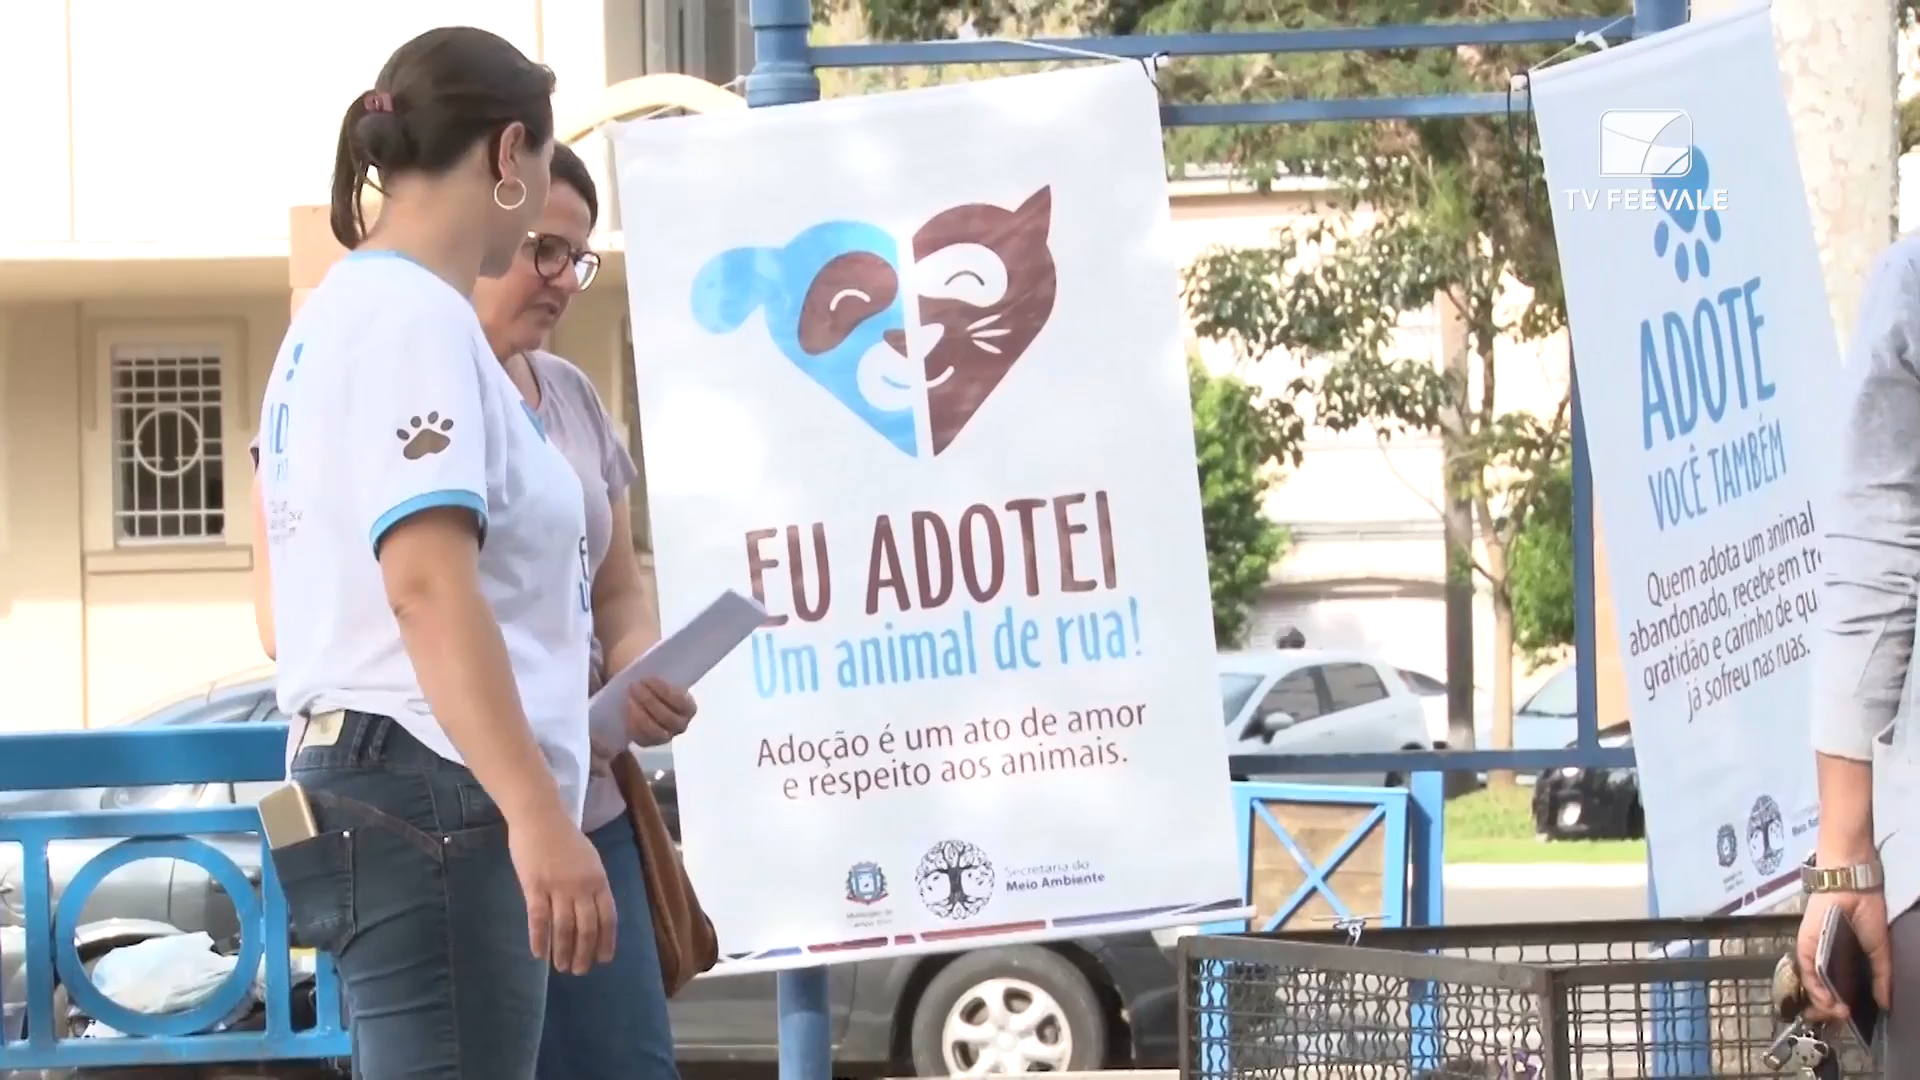 EU ADOTEI
Um animal de rua!
Adoção é um ato de amor
e respeito aos animais.
Secretaria do
Meio Ambiente
TV FEEVALE
ADOTE
VOCÊ TAMBÉM
Quem adota um animal
abandonado, recebe em
gratidão e carinho de
já sofreu nas ruas.